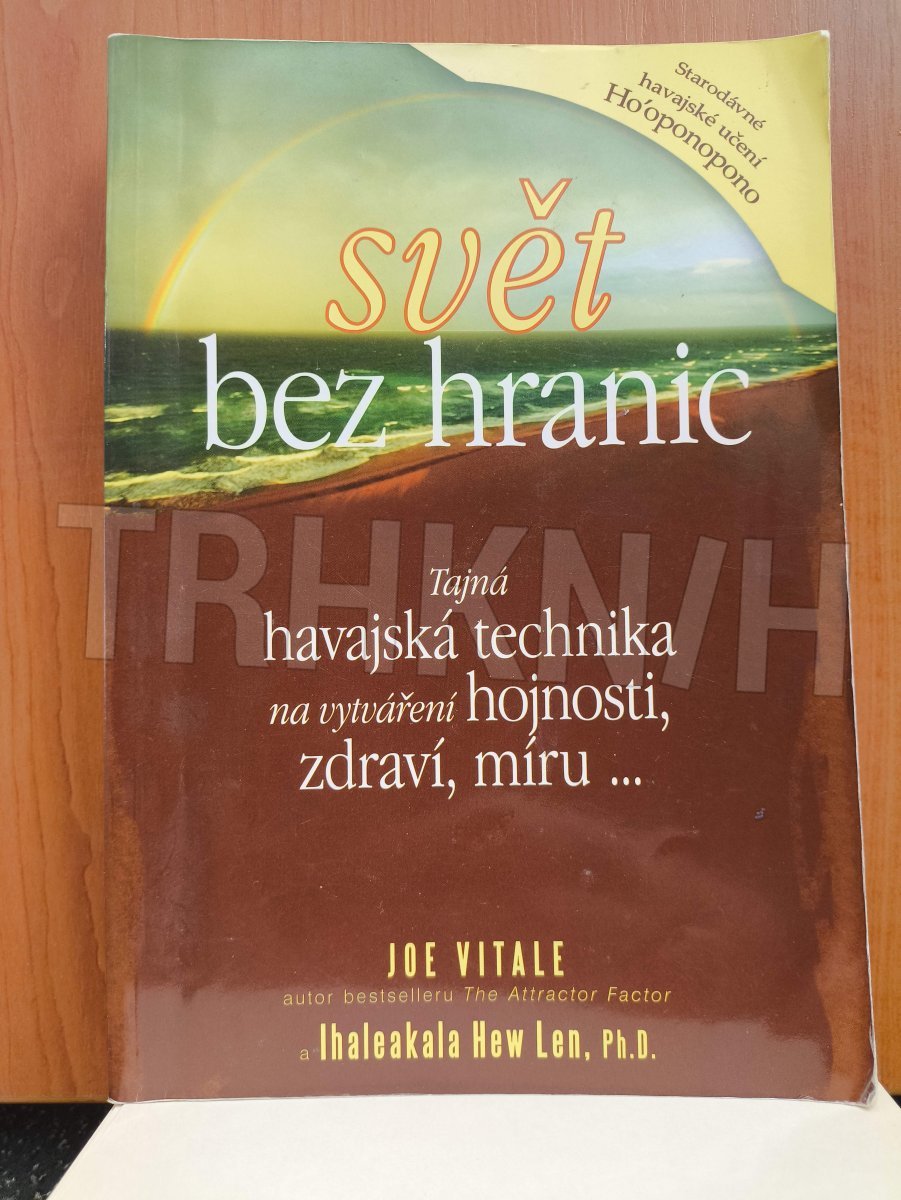 Starodávné
havajské učení
Ho'oponopono
svět
bez hranic
TRHKNIH
Tajná
havajská technika
na vytváření hojnosti,
zdraví, míru ...
JOE VITALE
autor bestselleru The Attractor Factor
a Ihaleakala Hew Len, Ph.D.